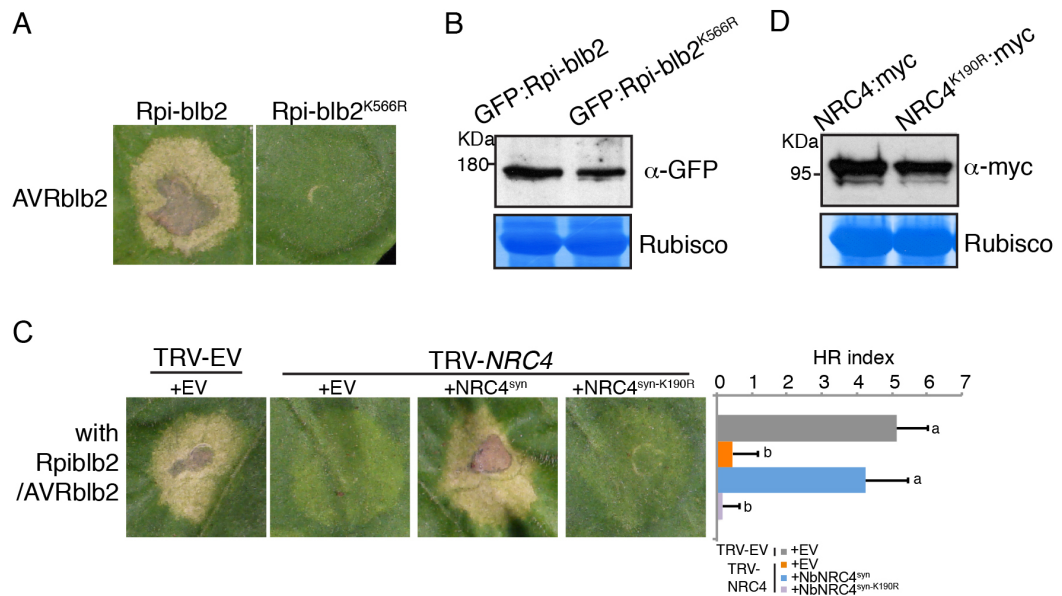 A
Rpi-blb2 Rpi-blb2K566R
AVRblb2
B
GFP:Rpi-blb2 GFP:Rpi-blb2K566R
KDa
180
α-GFP
Rubisco
D
NRC4:myc NRC4K190R:myc
KDa
95
α-myc
Rubisco
C
TRV-EV TRV-NRC4
+EV +EV +NRC4syn +NRC4syn-K190R
with
Rpiblb2
/AVRblb2
HR index
0 1 2 3 4 5 6 7
a
b
a
b
TRV-EV +EV
TRV-NRC4 +EV
+NbNRC4syn
+NbNRC4syn-K190R